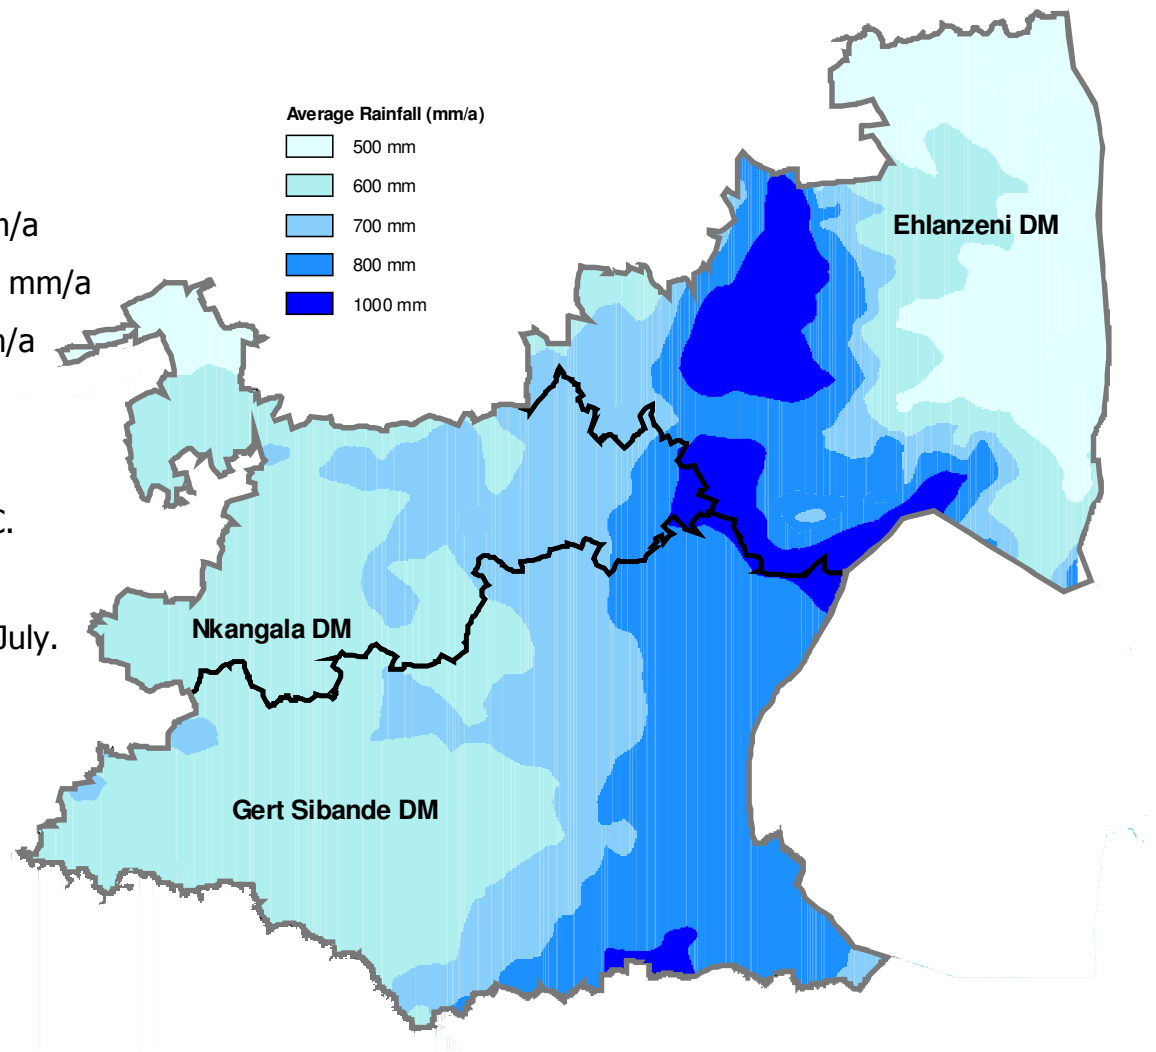 Average Rainfall (mm/a)
500 mm
600 mm
700 mm
800 mm
1000 mm
/a
mm/a
/a
Ehlanzeni DM
July.
Nkangala DM
Gert Sibande DM